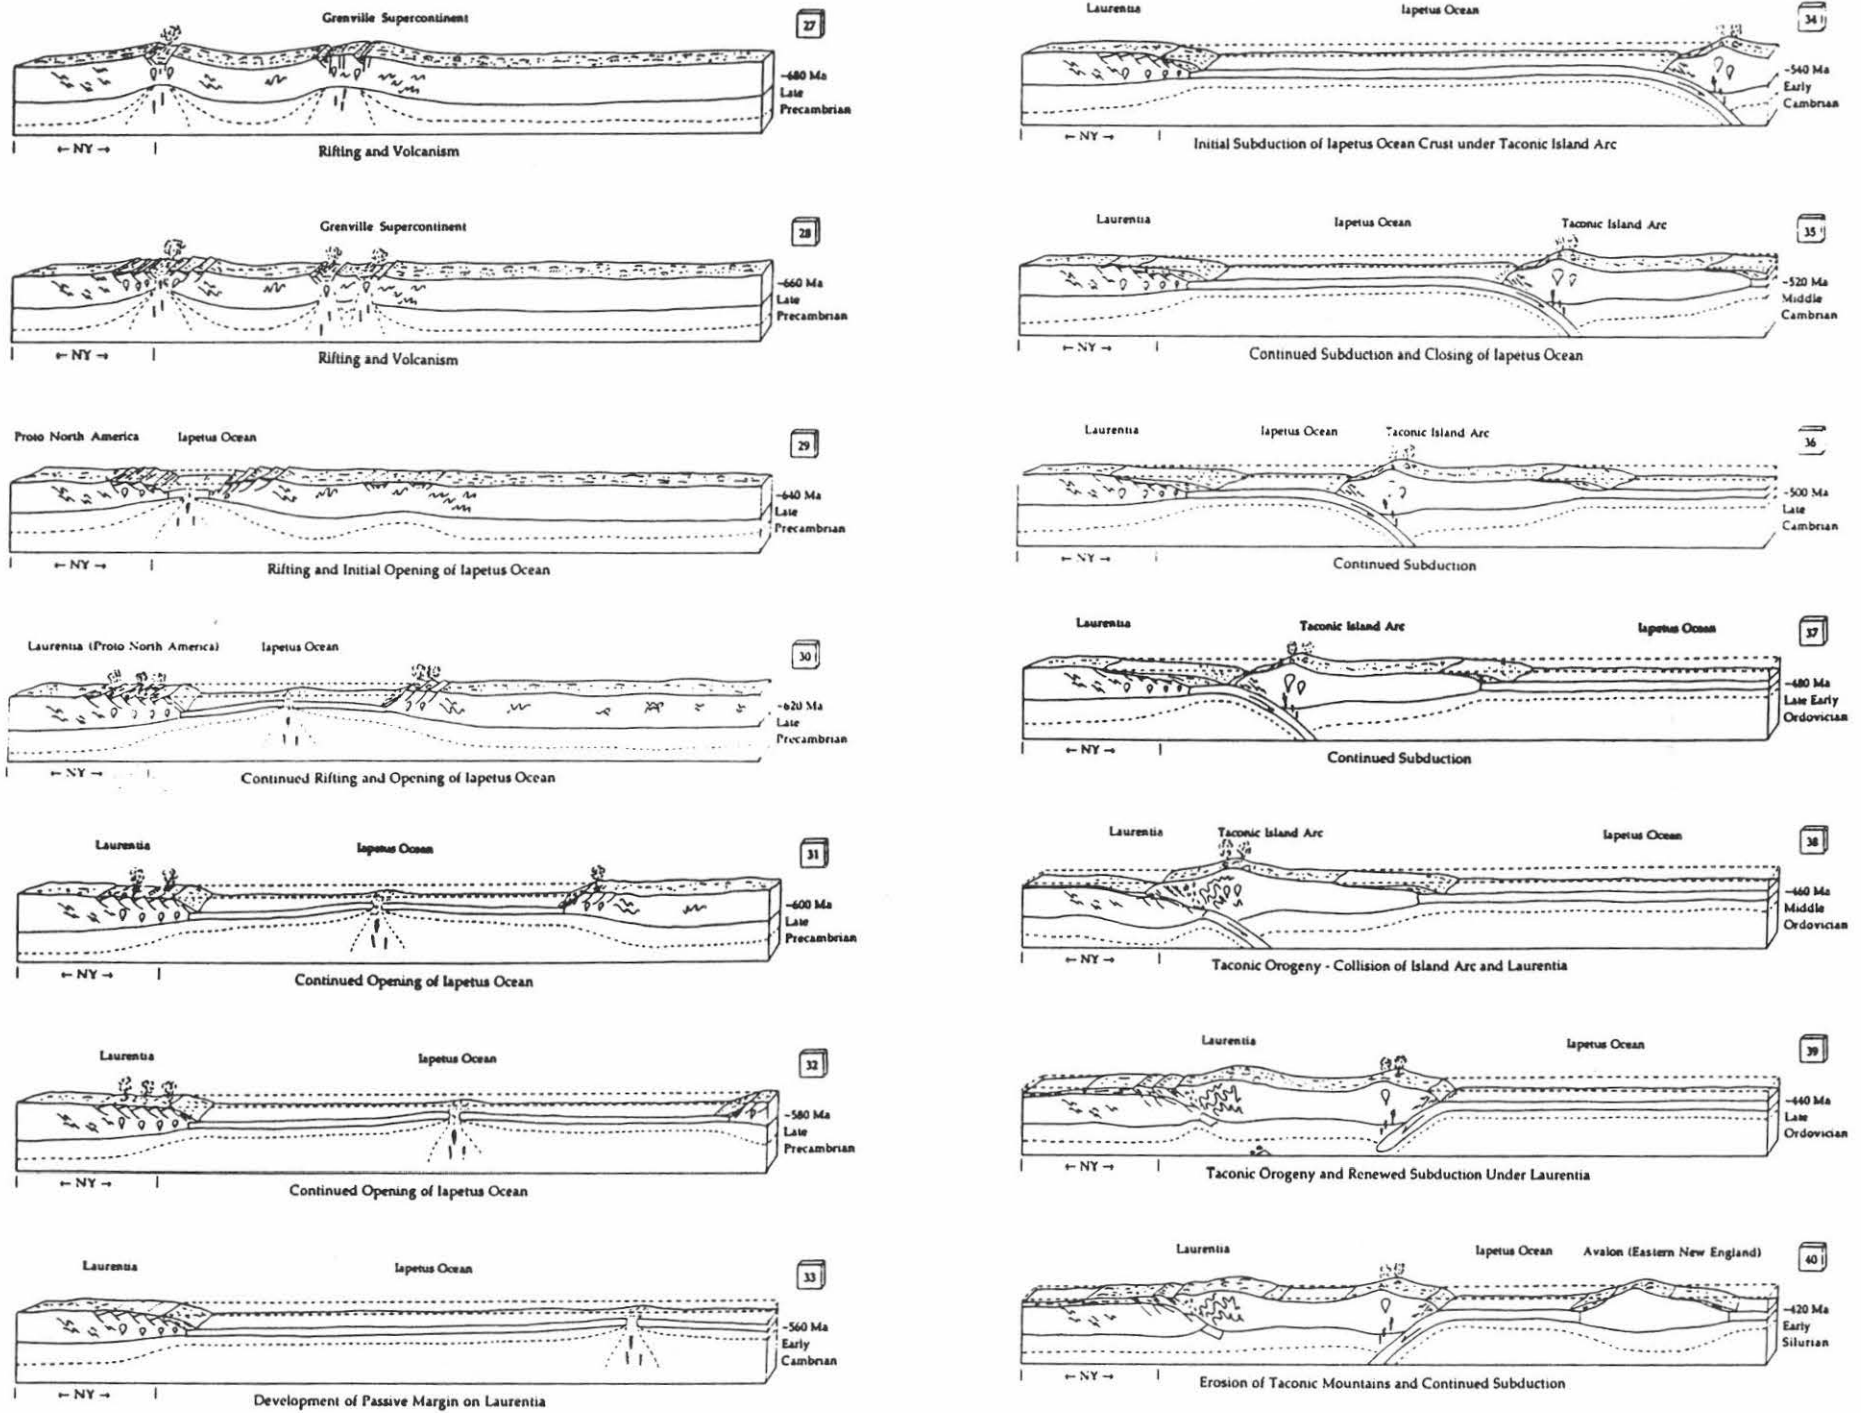 Grenville Supercontinent
27
~680 Ma
Late
Precambrian
← NY →
Rifting and Volcanism
Grenville Supercontinent
28
~660 Ma
Late
Precambrian
← NY →
Rifting and Volcanism
Proto North America Iapetus Ocean
29
~640 Ma
Late
Precambrian
← NY →
Rifting and Initial Opening of Iapetus Ocean
Laurentia (Proto North America) Iapetus Ocean
30
~620 Ma
Late
Precambrian
← NY →
Continued Rifting and Opening of Iapetus Ocean
Laurentia Iapetus Ocean
31
~600 Ma
Late
Precambrian
← NY →
Continued Opening of Iapetus Ocean
Laurentia Iapetus Ocean
32
~580 Ma
Late
Precambrian
← NY →
Continued Opening of Iapetus Ocean
Laurentia Iapetus Ocean
33
~560 Ma
Early
Cambrian
← NY →
Development of Passive Margin on Laurentia
Laurentia Iapetus Ocean
34
~540 Ma
Early
Cambrian
← NY →
Initial Subduction of Iapetus Ocean Crust under Taconic Island Arc
Laurentia Iapetus Ocean Taconic Island Arc
35
~520 Ma
Middle
Cambrian
← NY →
Continued Subduction and Closing of Iapetus Ocean
Laurentia Iapetus Ocean Taconic Island Arc
36
~500 Ma
Late
Cambrian
← NY →
Continued Subduction
Laurentia Taconic Island Arc Iapetus Ocean
37
~480 Ma
Late Early
Ordovician
← NY →
Continued Subduction
Laurentia Taconic Island Arc Iapetus Ocean
38
~460 Ma
Middle
Ordovician
← NY →
Taconic Orogeny - Collision of Island Arc and Laurentia
Laurentia Iapetus Ocean
39
~440 Ma
Late
Ordovician
← NY →
Taconic Orogeny and Renewed Subduction Under Laurentia
Laurentia Iapetus Ocean Avalon (Eastern New England)
40
~420 Ma
Early
Silurian
← NY →
Erosion of Taconic Mountains and Continued Subduction